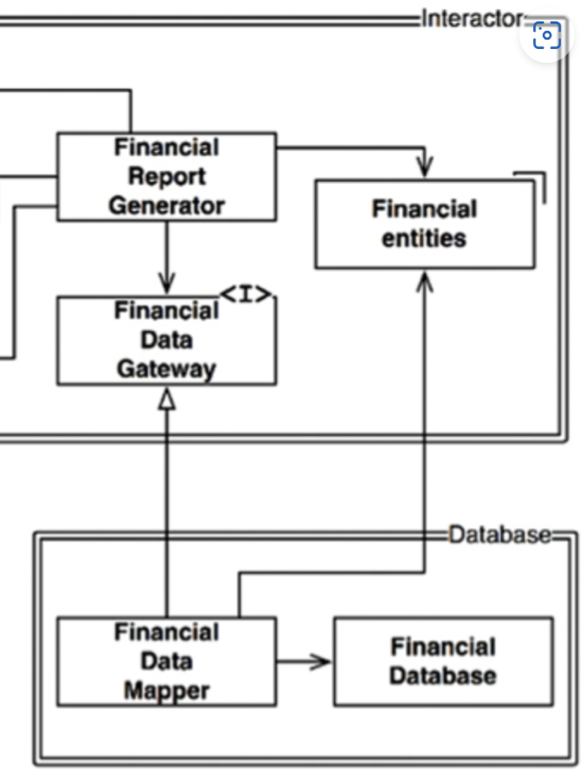 Interactor
Financial
Report
Generator
Financial
entities
<I>
Financial
Data
Gateway
Database
Financial
Data
Mapper
Financial
Database